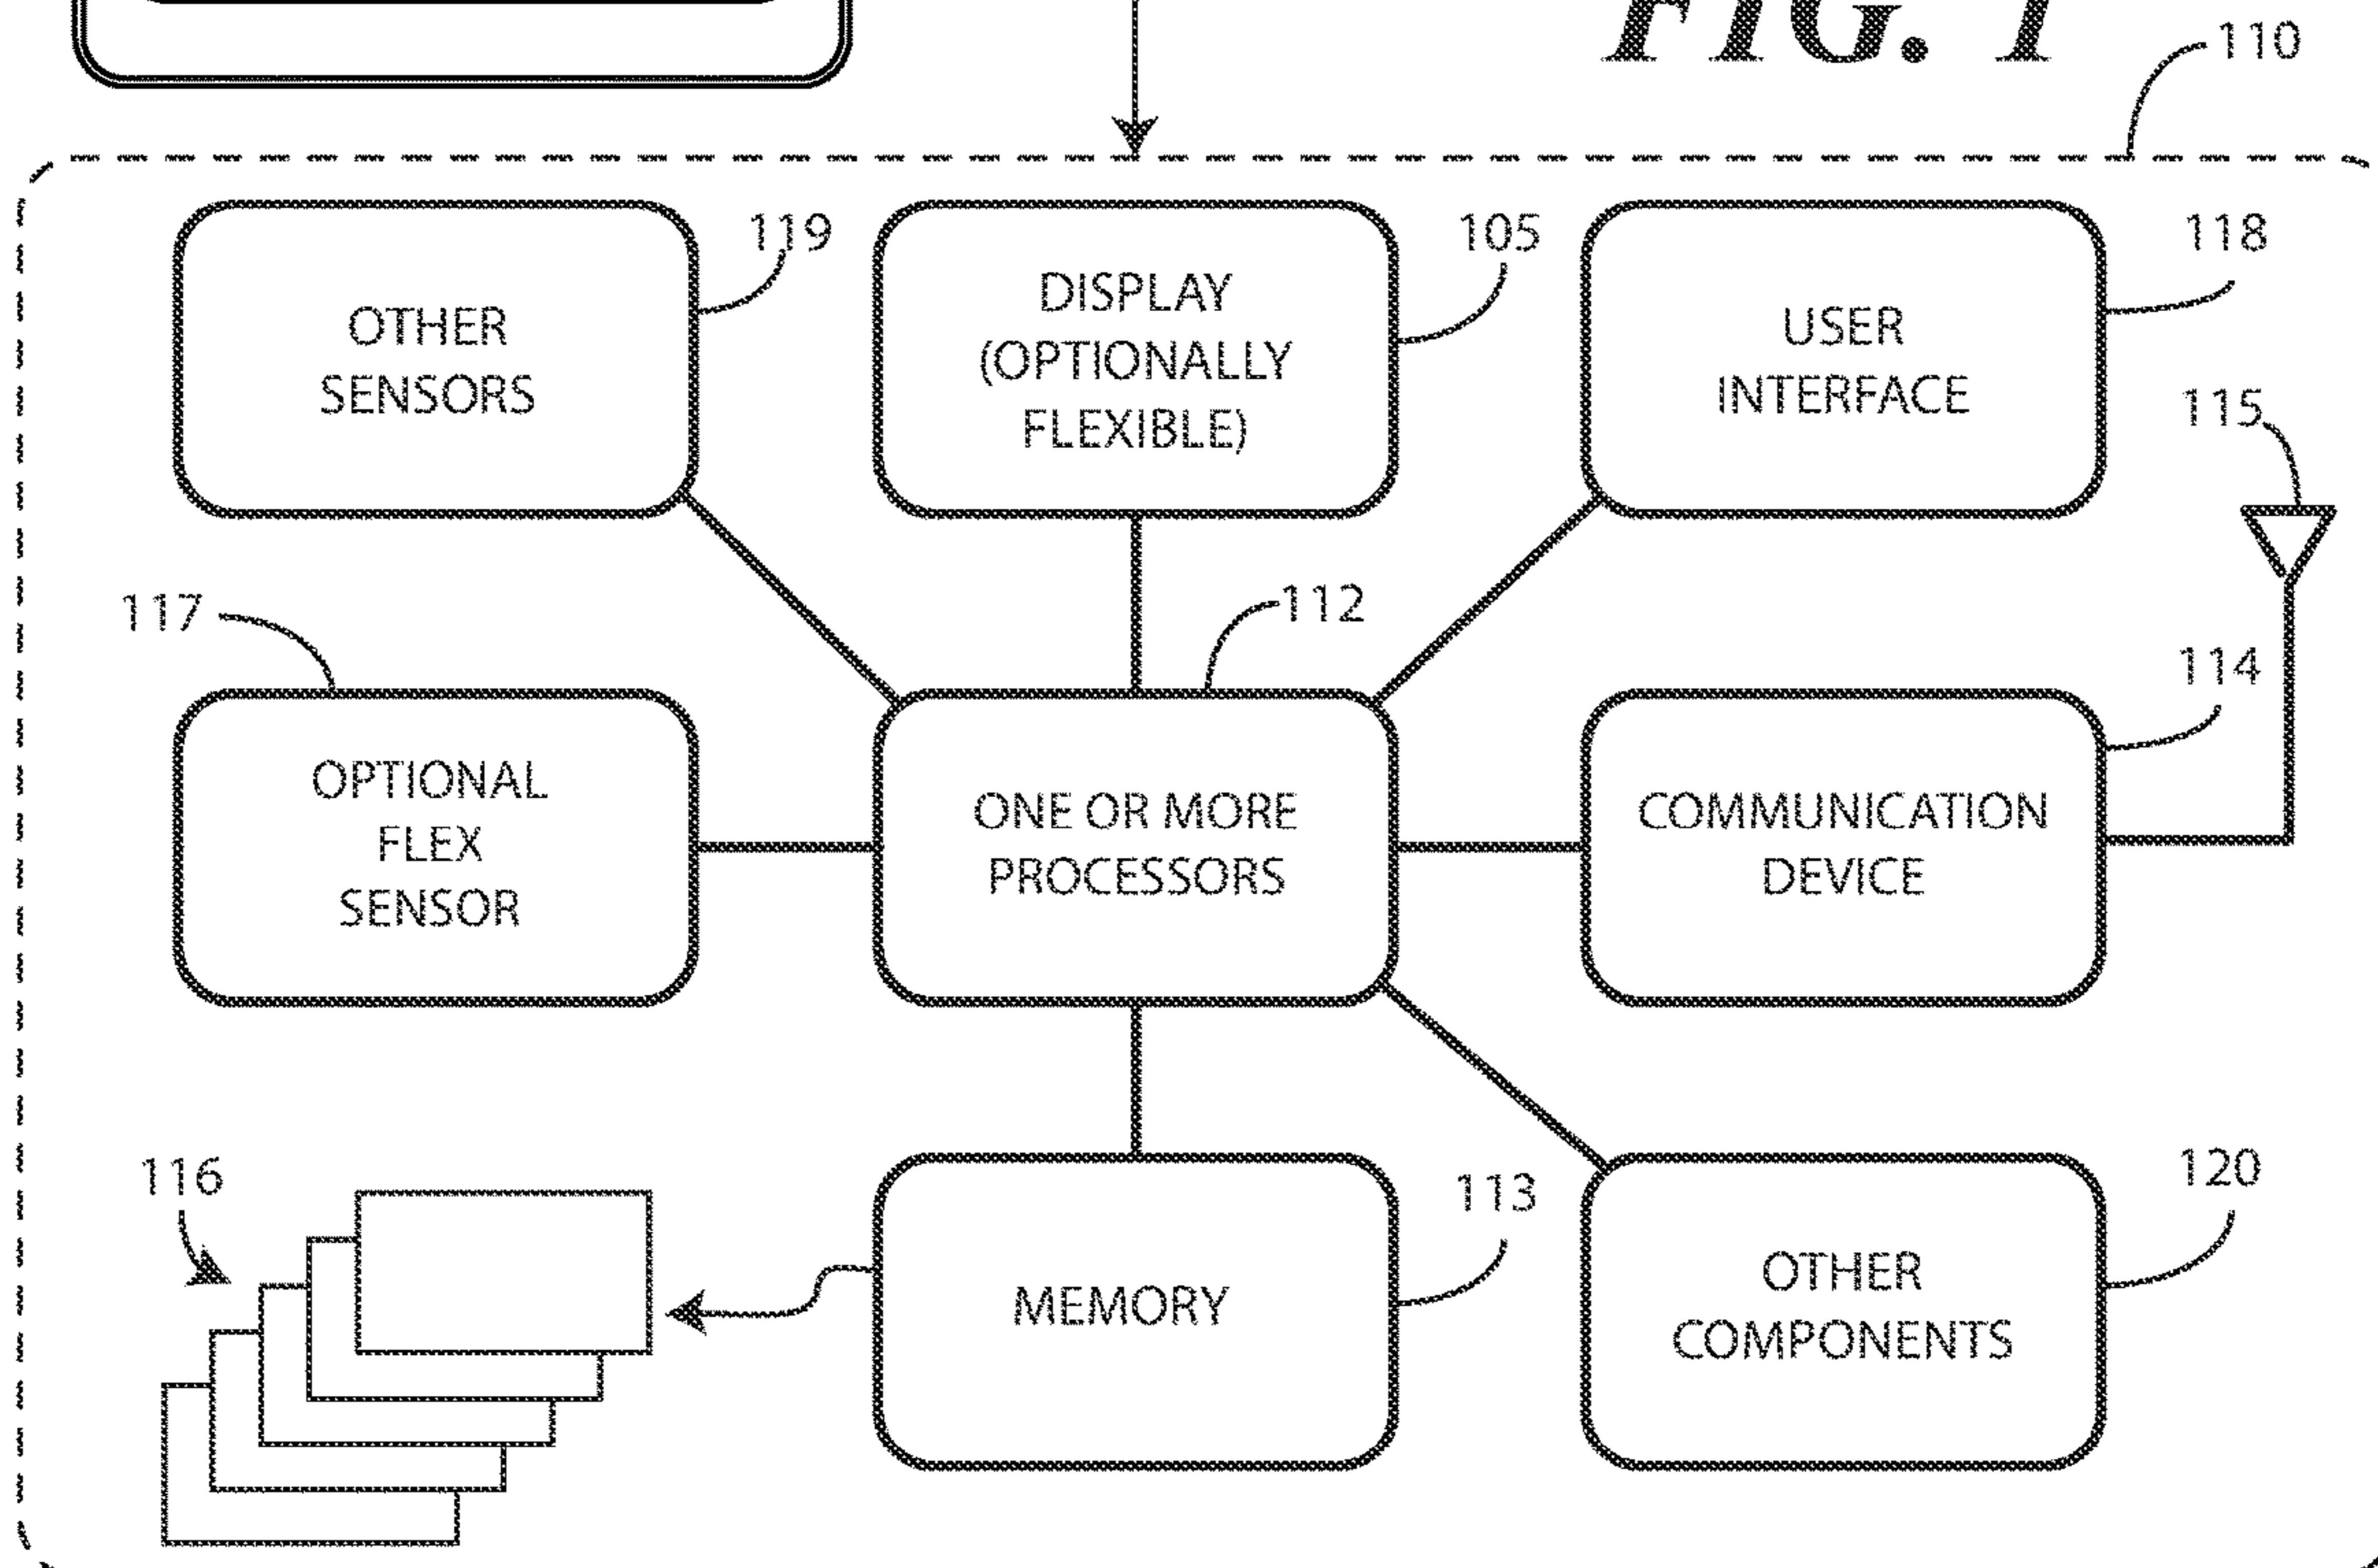 FIG. 1
110
119
105
118
OTHER
SENSORS
DISPLAY
(OPTIONALLY
FLEXIBLE)
USER
INTERFACE
115
117
112
114
OPTIONAL
FLEX
SENSOR
ONE OR MORE
PROCESSORS
COMMUNICATION
DEVICE
116
113
120
MEMORY
OTHER
COMPONENTS